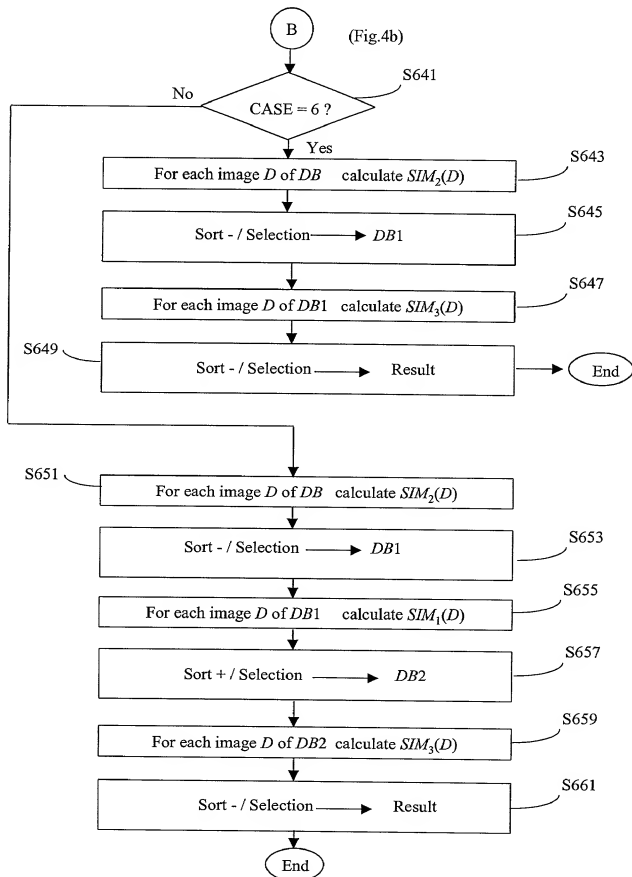 B
(Fig.4b)
S641
No
CASE = 6 ?
Yes
S643
For each image D of DB calculate SIM2(D)
S645
Sort - / Selection DB1
S647
For each image D of DB1 calculate SIM3(D)
S649
Sort - / Selection Result
End
S651
For each image D of DB calculate SIM2(D)
S653
Sort - / Selection DB1
S655
For each image D of DB1 calculate SIM1(D)
S657
Sort + / Selection DB2
S659
For each image D of DB2 calculate SIM3(D)
S661
Sort - / Selection Result
End